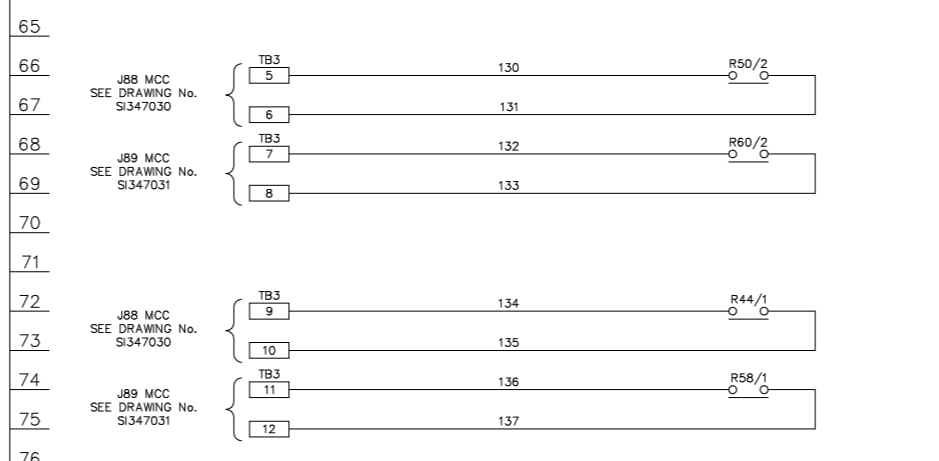 65
66
J88 MCC
SEE DRAWING No.
SI347030
TB3
5
130
R50/2
67
6
131
68
J89 MCC
SEE DRAWING No.
SI347031
TB3
7
132
R60/2
69
8
133
70
71
72
J88 MCC
SEE DRAWING No.
SI347030
TB3
9
134
R44/1
73
10
135
74
J89 MCC
SEE DRAWING No.
SI347031
TB3
11
136
R58/1
75
12
137
76